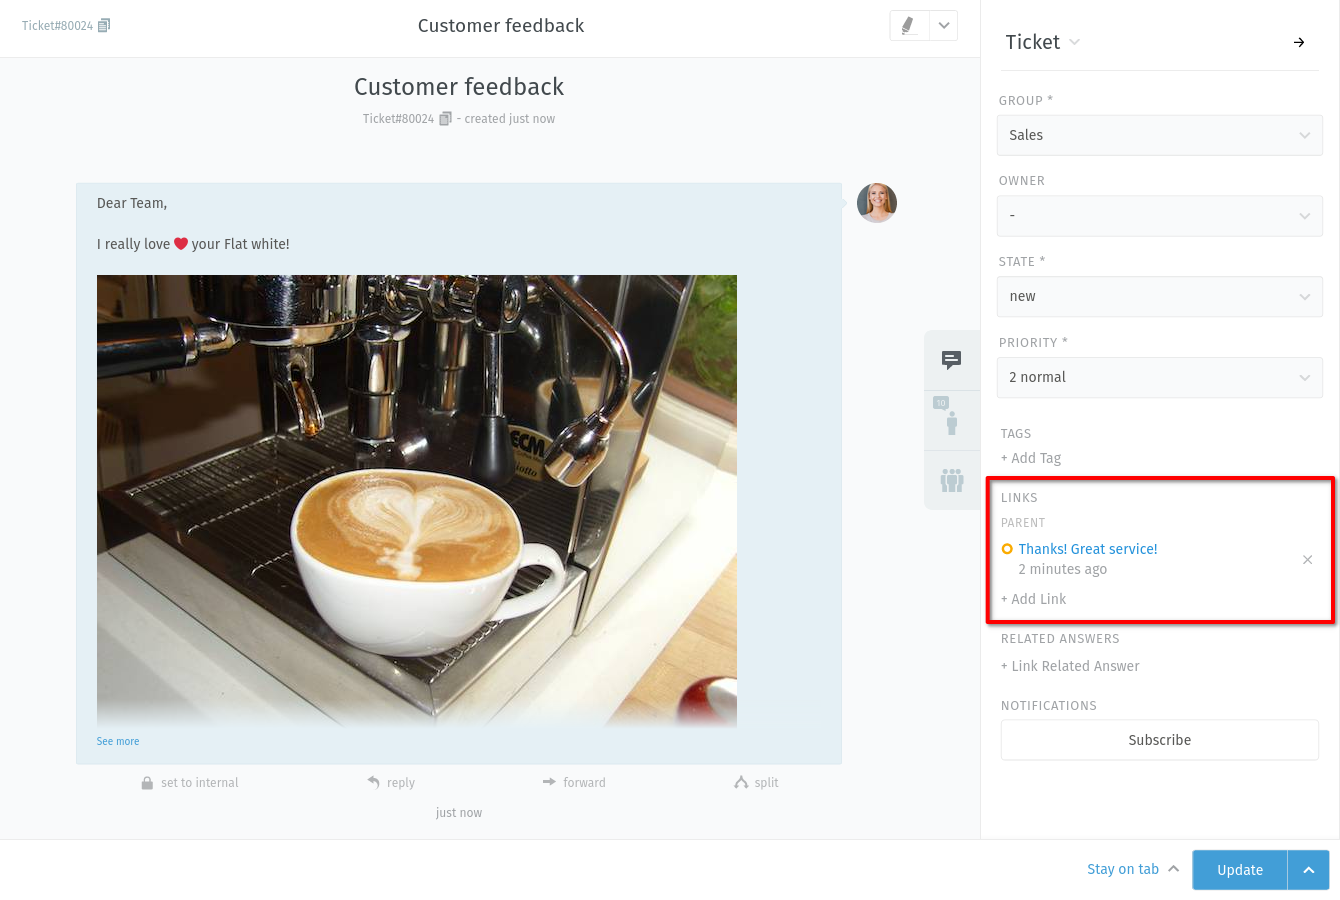 Ticket#80024
Customer feedback
Customer feedback
Ticket#80024 - created just now
Dear Team,
I really love ❤ your Flat white!
ECM
iotto
See more
set to internal
reply
forward
split
just now
10
Ticket
GROUP *
Sales
OWNER
-
STATE *
new
PRIORITY *
2 normal
TAGS
+ Add Tag
LINKS
PARENT
Thanks! Great service!
2 minutes ago
+ Add Link
RELATED ANSWERS
+ Link Related Answer
NOTIFICATIONS
Subscribe
Stay on tab
Update